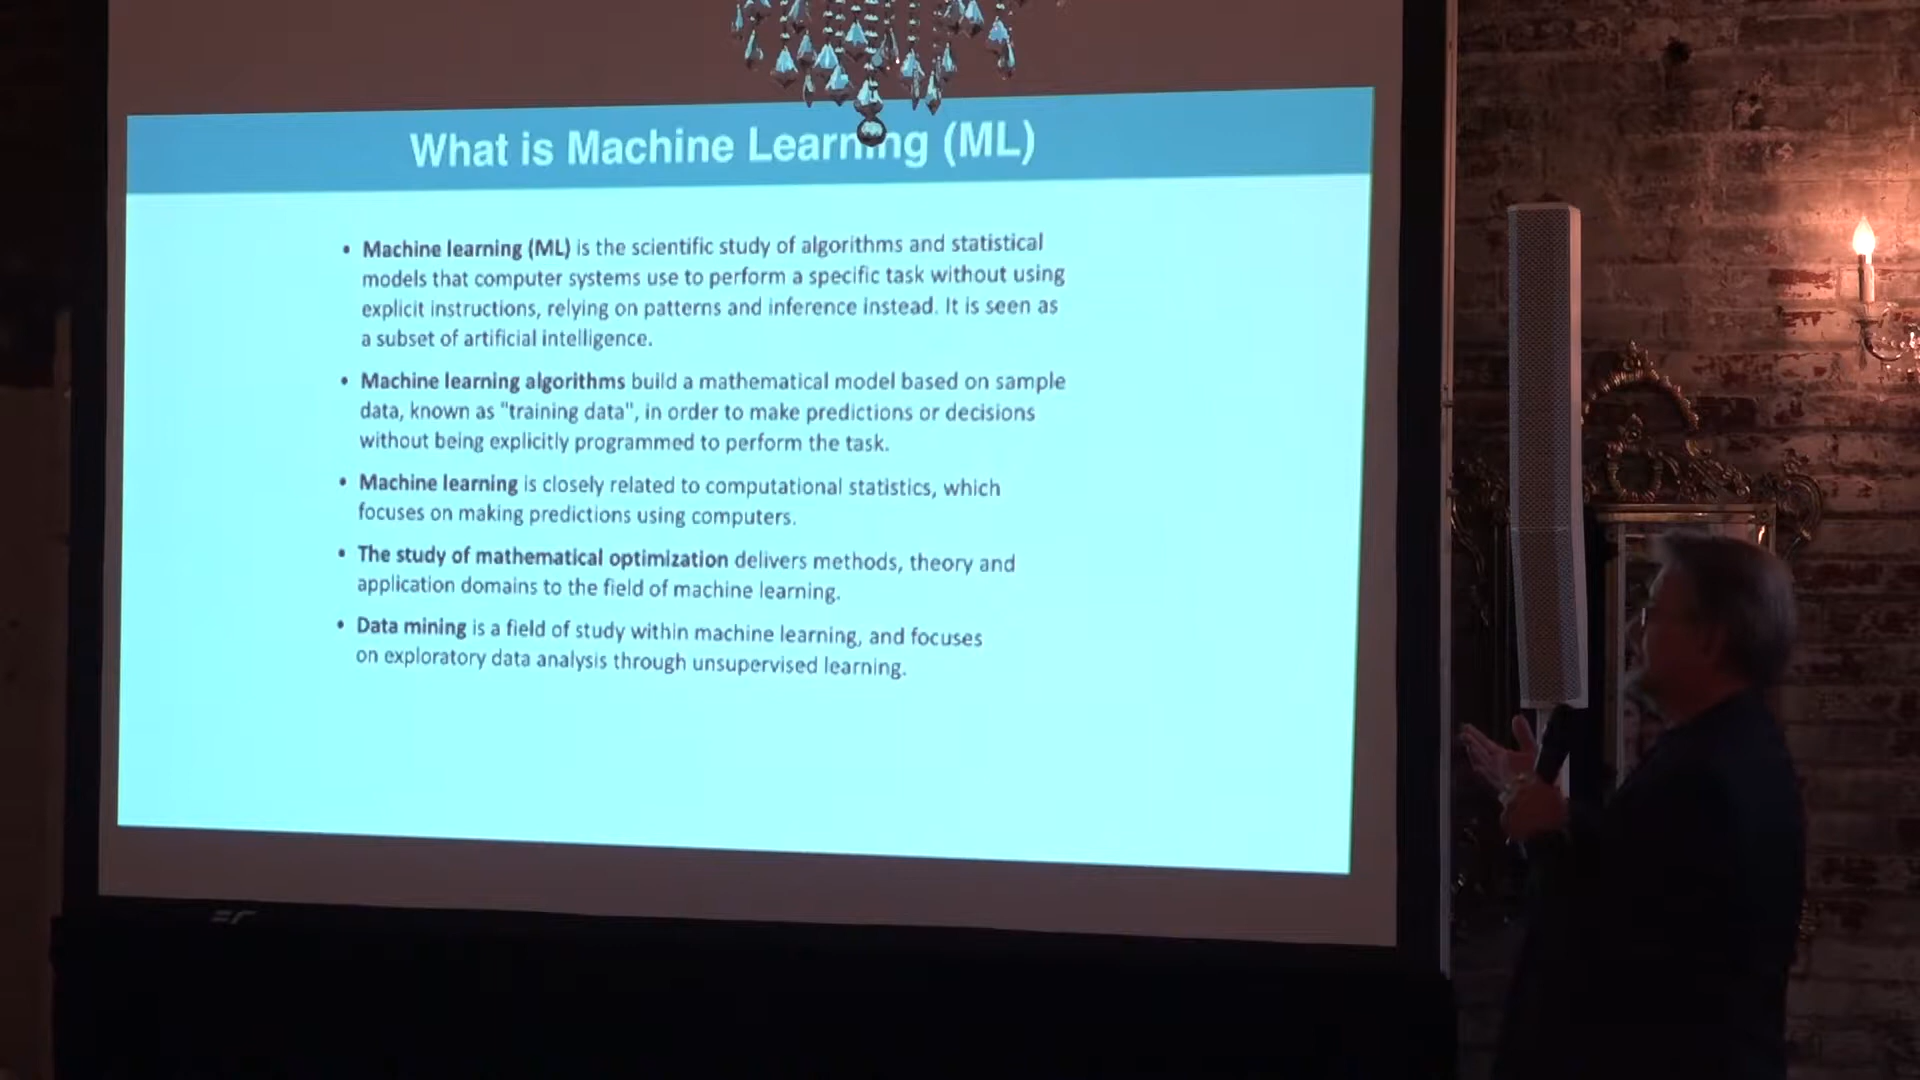 What is Machine Learning (ML)
• Machine learning (ML) is the scientific study of algorithms and statistical
models that computer systems use to perform a specific task without using
explicit instructions, relying on patterns and inference instead. It is seen as
a subset of artificial intelligence.
• Machine learning algorithms build a mathematical model based on sample
data, known as "training data", in order to make predictions or decisions
without being explicitly programmed to perform the task.
• Machine learning is closely related to computational statistics, which
focuses on making predictions using computers.
• The study of mathematical optimization delivers methods, theory and
application domains to the field of machine learning.
• Data mining is a field of study within machine learning, and focuses
on exploratory data analysis through unsupervised learning.